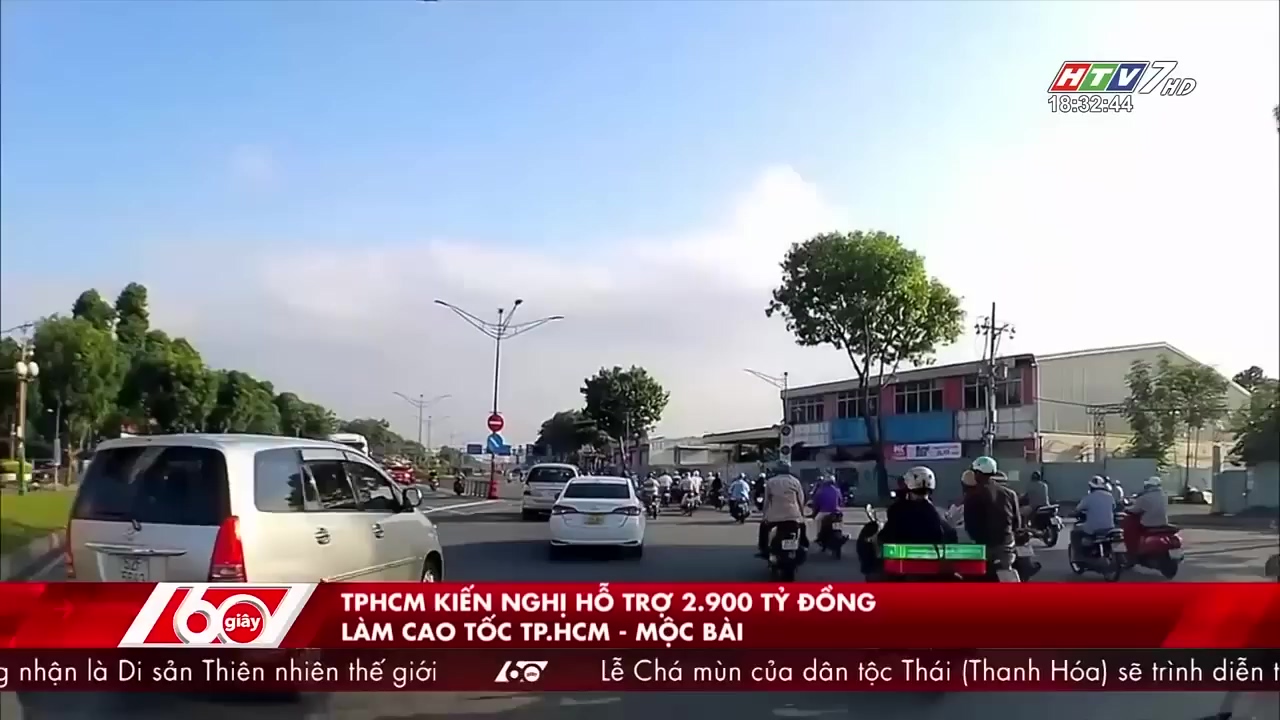 HTV7 HD
18:32:44
60 giây
TPHCM KIẾN NGHỊ HỖ TRỢ 2.900 TỶ ĐỒNG
LÀM CAO TỐC TP.HCM - MỘC BÀI
g nhận là Di sản Thiên nhiên thế giới 60 giây Lễ Chá mùn của dân tộc Thái (Thanh Hóa) sẽ trình diễn t